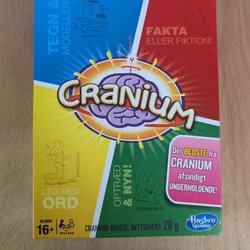 TEGN &
MODELLER!
FAKTA
ELLER FIKTION!
CRANIUM
Det BEDSTE fra
CRANIUM -
afsindigt
UNDERHOLDENDE!
LEG MED
ORD
OPTRÆD
& NYN!
ALDER
16+
CRANIUM-MASSE. NETTOVÆGT: 28 g
Hasbro
Gaming